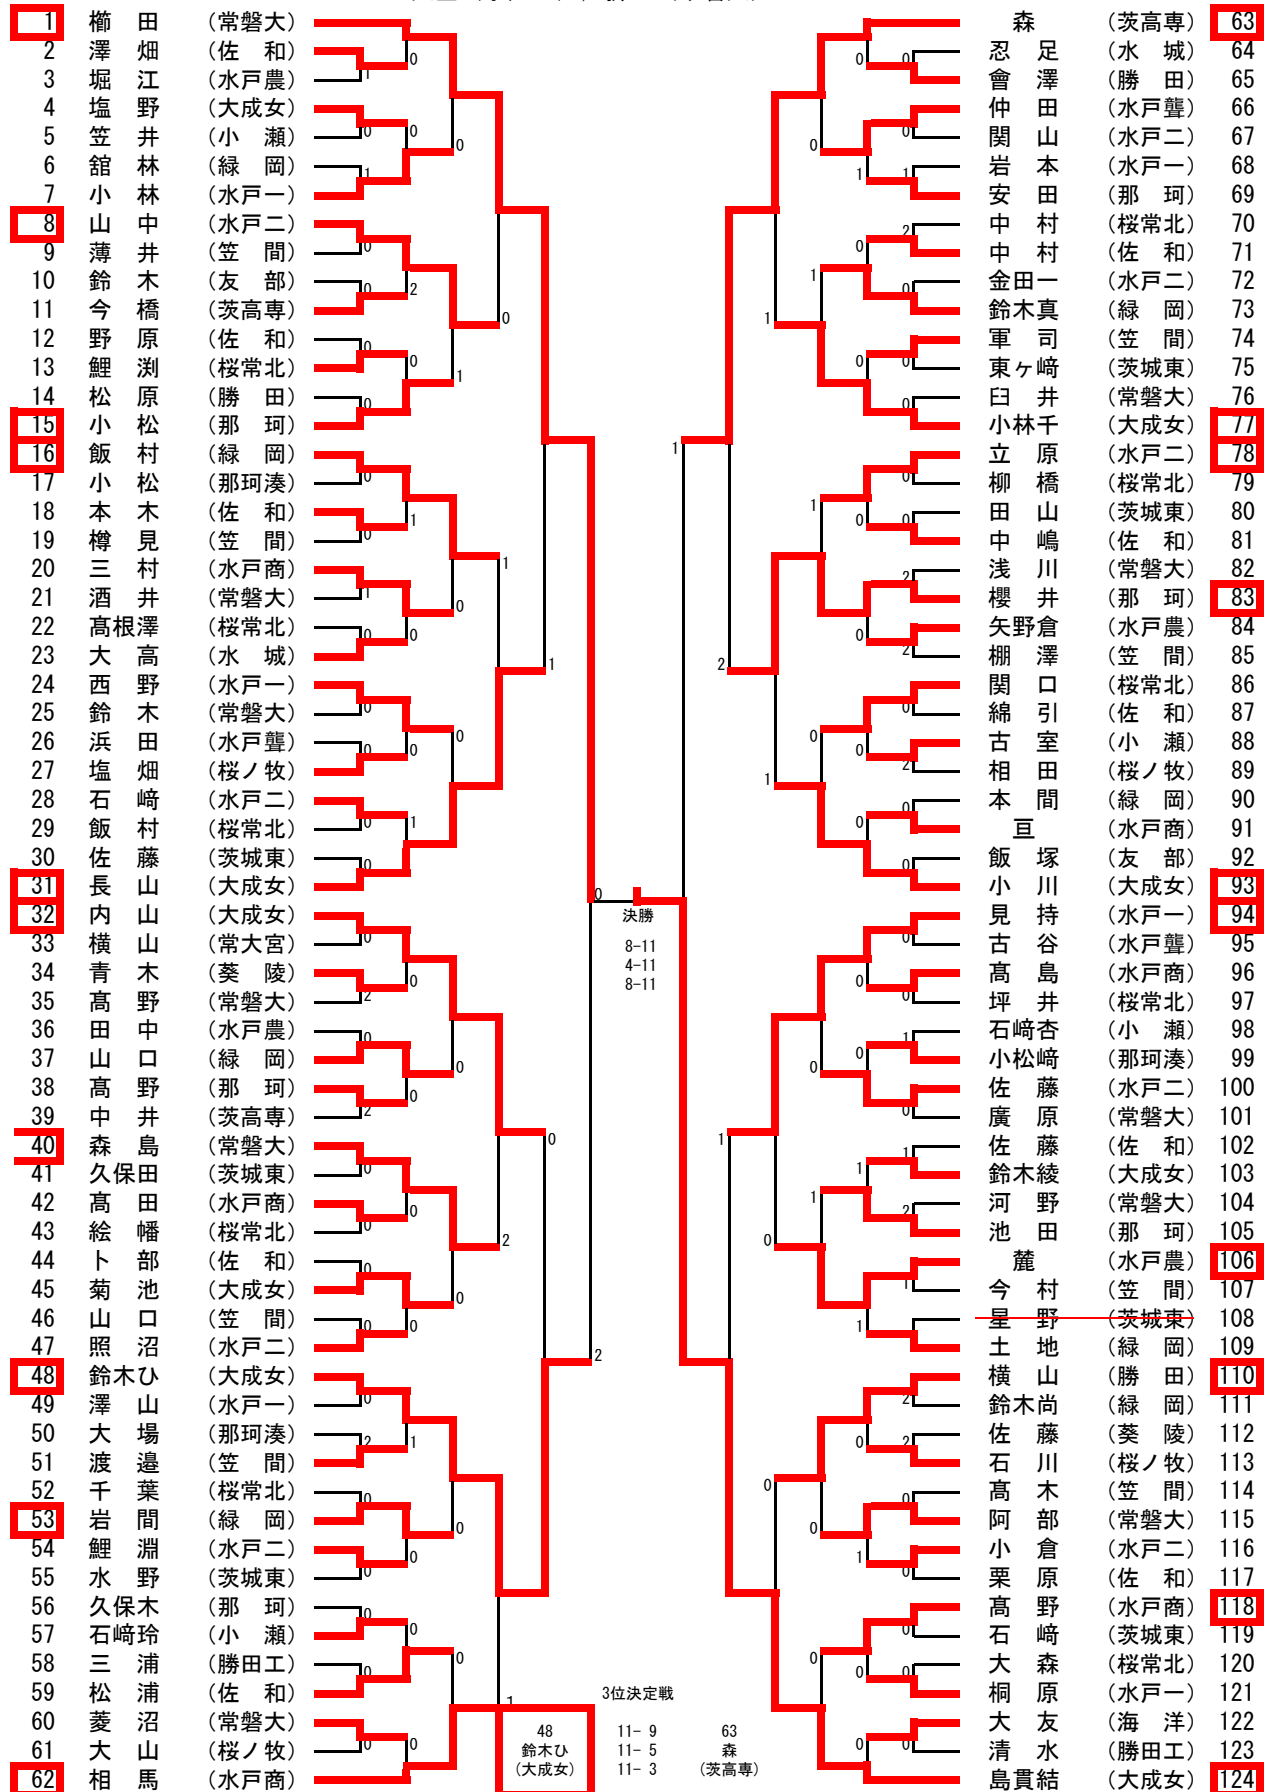 1 櫛田 (常磐大)
2 澤畑 (佐和)
3 堀江 (水戸農)
4 塩野 (大成女)
5 笠井 (小瀬)
6 舘林 (緑岡)
7 小林 (水戸一)
8 山中 (水戸二)
9 薄井 (笠間)
10 鈴木 (友部)
11 今橋 (茨高専)
12 野原 (佐和)
13 鯉渕 (桜常北)
14 松原 (勝田)
15 小松 (那珂)
16 飯村 (緑岡)
17 小松 (那珂湊)
18 本木 (佐和)
19 樽見 (笠間)
20 三村 (水戸商)
21 酒井 (常磐大)
22 髙根澤 (桜常北)
23 大高 (水城)
24 西野 (水戸一)
25 鈴木 (常磐大)
26 浜田 (水戸聾)
27 塩畑 (桜ノ牧)
28 石﨑 (水戸二)
29 飯村 (桜常北)
30 佐藤 (茨城東)
31 長山 (大成女)
32 内山 (大成女)
33 横山 (常大宮)
34 青木 (葵陵)
35 髙野 (常磐大)
36 田中 (水戸農)
37 山口 (緑岡)
38 髙野 (那珂)
39 中井 (茨高専)
40 森島 (常磐大)
41 久保田 (茨城東)
42 髙田 (水戸商)
43 絵幡 (桜常北)
44 卜部 (佐和)
45 菊池 (大成女)
46 山口 (笠間)
47 照沼 (水戸二)
48 鈴木ひ (大成女)
49 澤山 (水戸一)
50 大場 (那珂湊)
51 渡邉 (笠間)
52 千葉 (桜常北)
53 岩間 (緑岡)
54 鯉淵 (水戸二)
55 水野 (茨城東)
56 久保木 (那珂)
57 石﨑玲 (小瀬)
58 三浦 (勝田工)
59 松浦 (佐和)
60 菱沼 (常磐大)
61 大山 (桜ノ牧)
62 相馬 (水戸商)
決勝
8-11
4-11
8-11
3位決定戦
48 11- 9 63
鈴木ひ 11- 5 森
(大成女) 11- 3 (茨高専)
森 (茨高専) 63
忍足 (水城) 64
會澤 (勝田) 65
仲田 (水戸聾) 66
関山 (水戸二) 67
岩本 (水戸一) 68
安田 (那珂) 69
中村 (桜常北) 70
中村 (佐和) 71
金田一 (水戸二) 72
鈴木真 (緑岡) 73
軍司 (笠間) 74
東ヶ﨑 (茨城東) 75
臼井 (常磐大) 76
小林千 (大成女) 77
立原 (水戸二) 78
柳橋 (桜常北) 79
田山 (茨城東) 80
中嶋 (佐和) 81
浅川 (常磐大) 82
櫻井 (那珂) 83
矢野倉 (水戸農) 84
棚澤 (笠間) 85
関口 (桜常北) 86
綿引 (佐和) 87
古室 (小瀬) 88
相田 (桜ノ牧) 89
本間 (緑岡) 90
亘 (水戸商) 91
飯塚 (友部) 92
小川 (大成女) 93
見持 (水戸一) 94
古谷 (水戸聾) 95
髙島 (水戸商) 96
坪井 (桜常北) 97
石﨑杏 (小瀬) 98
小松﨑 (那珂湊) 99
佐藤 (水戸二) 100
廣原 (常磐大) 101
佐藤 (佐和) 102
鈴木綾 (大成女) 103
河野 (常磐大) 104
池田 (那珂) 105
麓 (水戸農) 106
今村 (笠間) 107
星野 (茨城東) 108
土地 (緑岡) 109
横山 (勝田) 110
鈴木尚 (緑岡) 111
佐藤 (葵陵) 112
石川 (桜ノ牧) 113
髙木 (笠間) 114
阿部 (常磐大) 115
小倉 (水戸二) 116
栗原 (佐和) 117
髙野 (水戸商) 118
石﨑 (茨城東) 119
大森 (桜常北) 120
桐原 (水戸一) 121
大友 (海洋) 122
清水 (勝田工) 123
島貫結 (大成女) 124